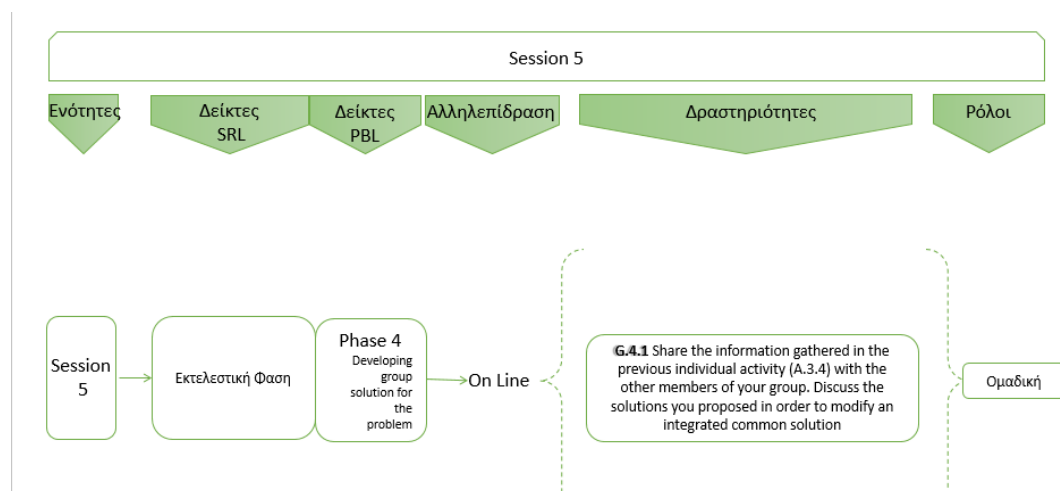 Session 5
Ενότητες
Δείκτες
SRL
Δείκτες
PBL
Αλληλεπίδραση
Δραστηριότητες
Ρόλοι
Session
5
Εκτελεστική Φαση
Phase 4
Developing
group
solution for
the
problem
On Line
G.4.1 Share the information gathered in the
previous individual activity (A.3.4) with the
other members of your group. Discuss the
solutions you proposed in order to modify an
integrated common solution
Ομαδική